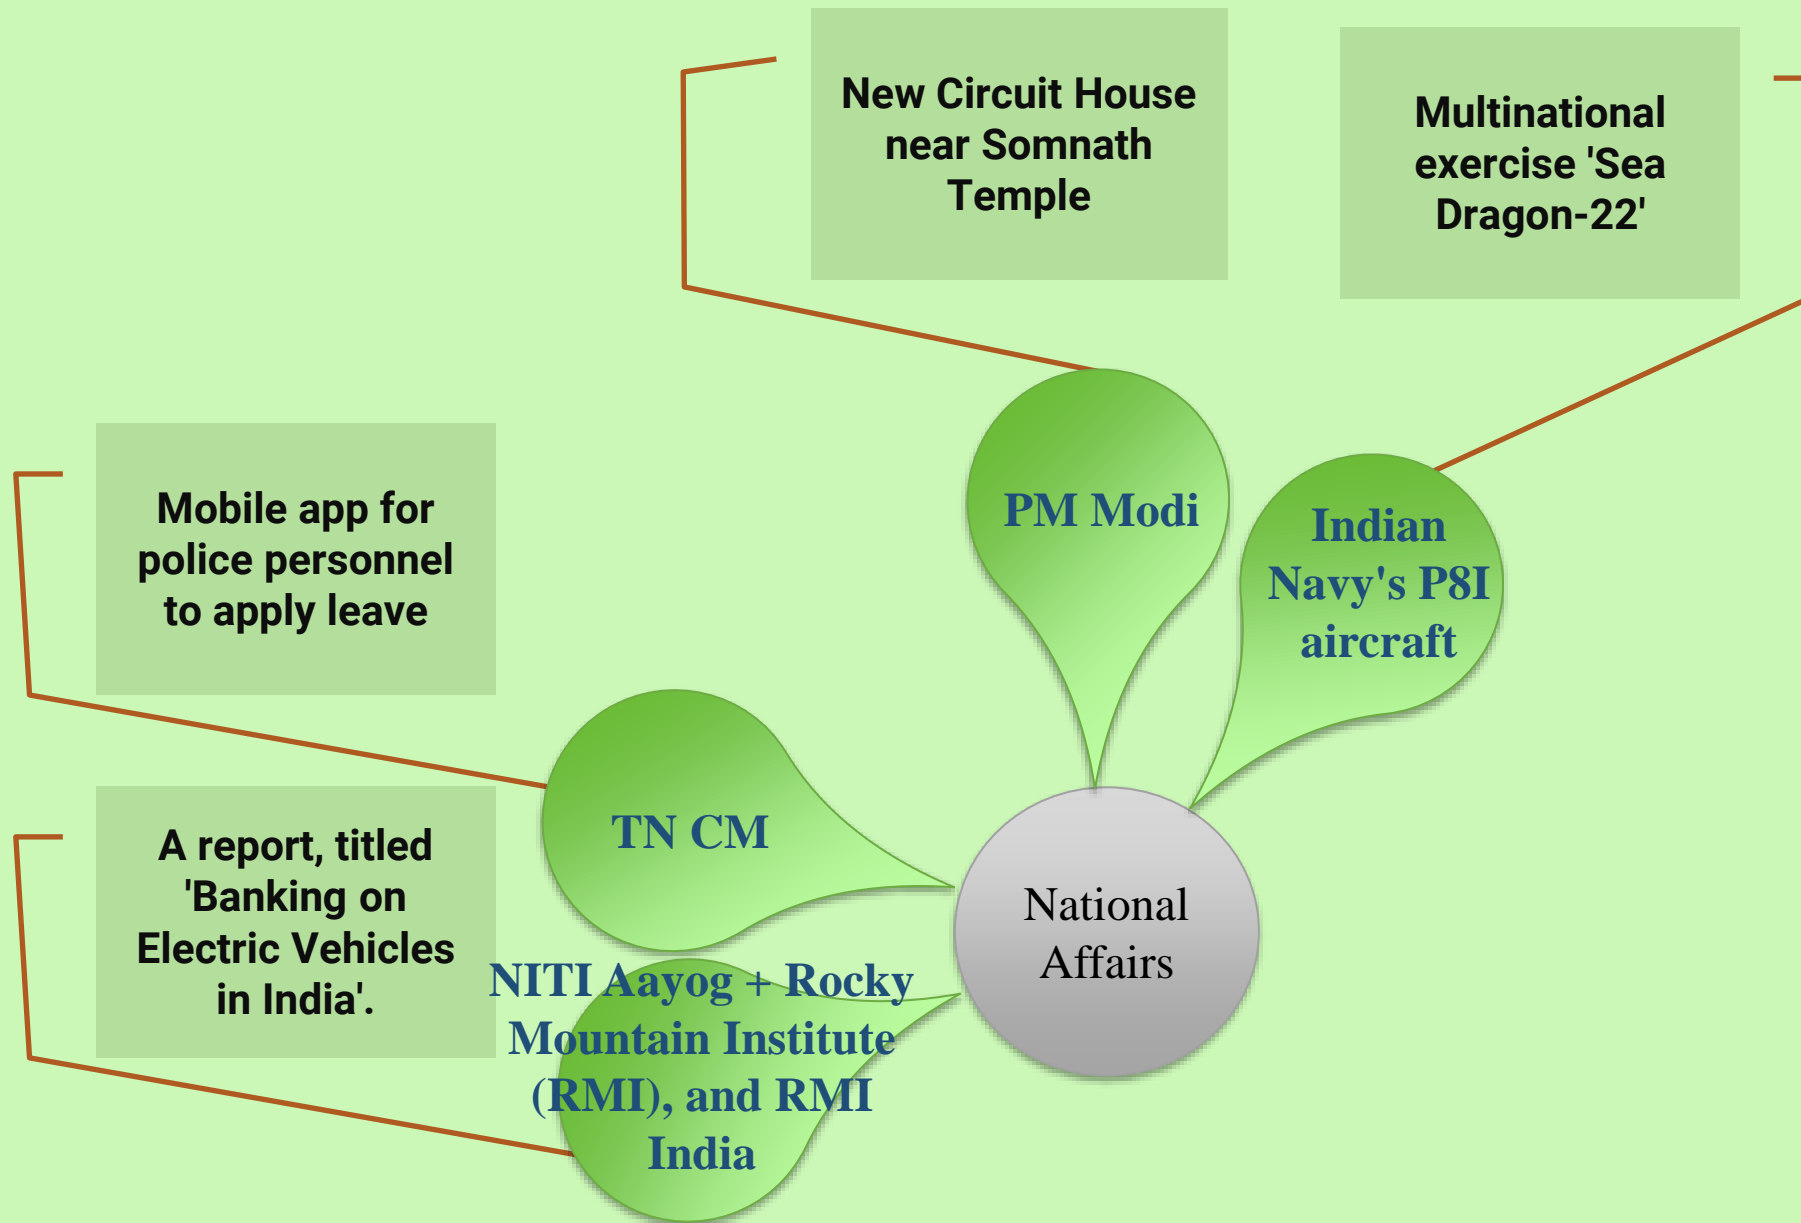 New Circuit House
near Somnath
Temple
Multinational
exercise 'Sea
Dragon-22'
PM Modi
Indian
Navy's P8I
aircraft
Mobile app for
police personnel
to apply leave
TN CM
A report, titled
'Banking on
Electric Vehicles
in India'.
NITI Aayog + Rocky
Mountain Institute
(RMI), and RMI
India
National
Affairs